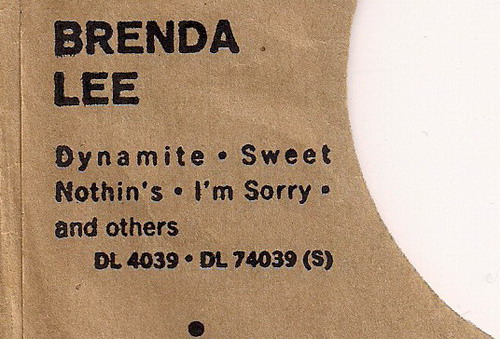 BRENDA
LEE
Dynamite • Sweet
Nothin's • I'm Sorry •
and others
DL 4039 • DL 74039 (S)